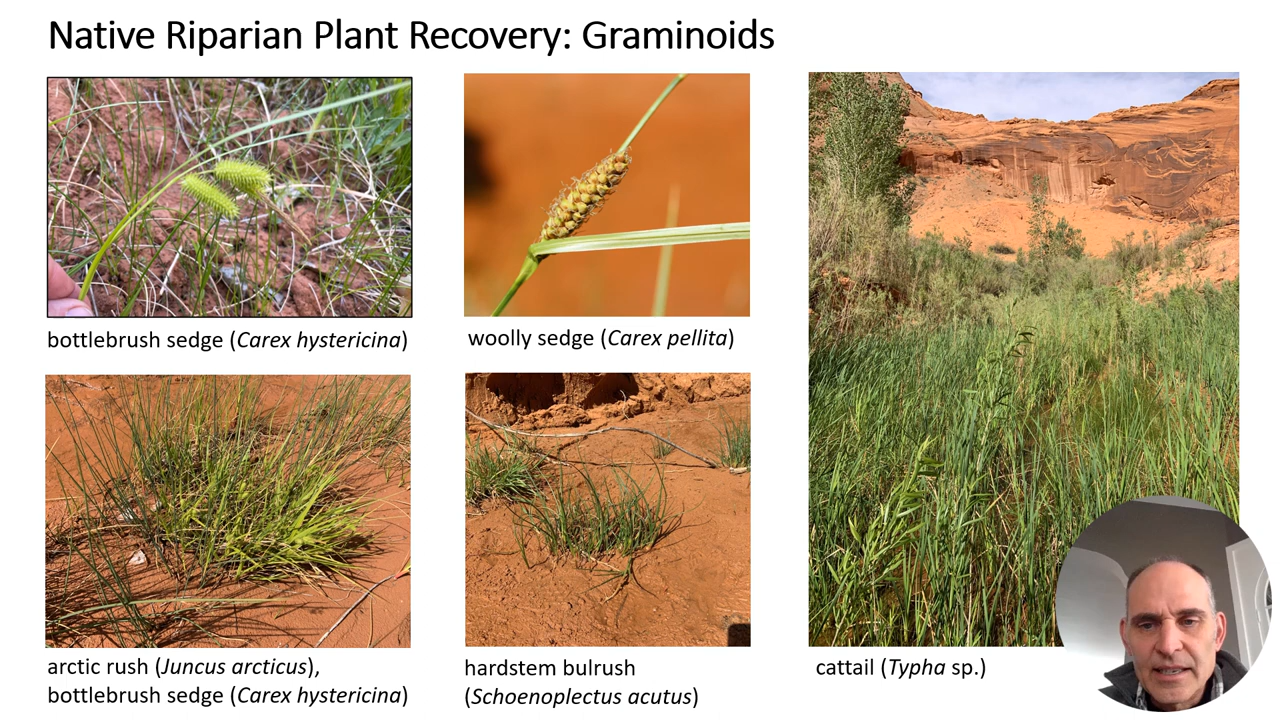 Native Riparian Plant Recovery: Graminoids
bottlebrush sedge (Carex hystericina)
woolly sedge (Carex pellita)
arctic rush (Juncus arcticus),
bottlebrush sedge (Carex hystericina)
hardstem bulrush
(Schoenoplectus acutus)
cattail (Typha sp.)